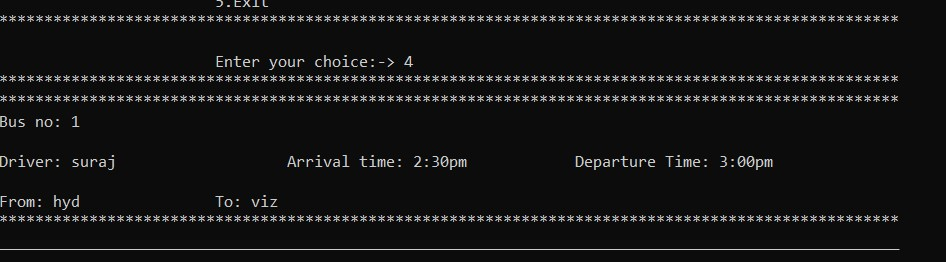 5.Exit
****************************************************************************************************
Enter your choice:-> 4
****************************************************************************************************
****************************************************************************************************
Bus no: 1
Driver: suraj Arrival time: 2:30pm Departure Time: 3:00pm
From: hyd To: viz
****************************************************************************************************
____________________________________________________________________________________________________